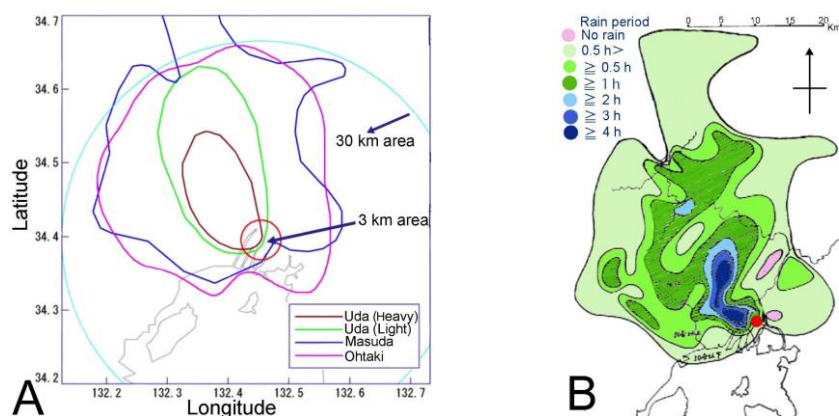 34.7
34.6
34.5
34.4
34.3
34.2
Latitude
30 km area
3 km area
Uda (Heavy)
Uda (Light)
Masuda
Ohtaki
132.2
132.3
132.4
132.5
132.6
132.7
Longitude
A
Rain period
No rain
0.5 h>
≧ 0.5 h
≧ 1 h
≧ 2 h
≧ 3 h
≧ 4 h
0
5
10
15
20
Km
B